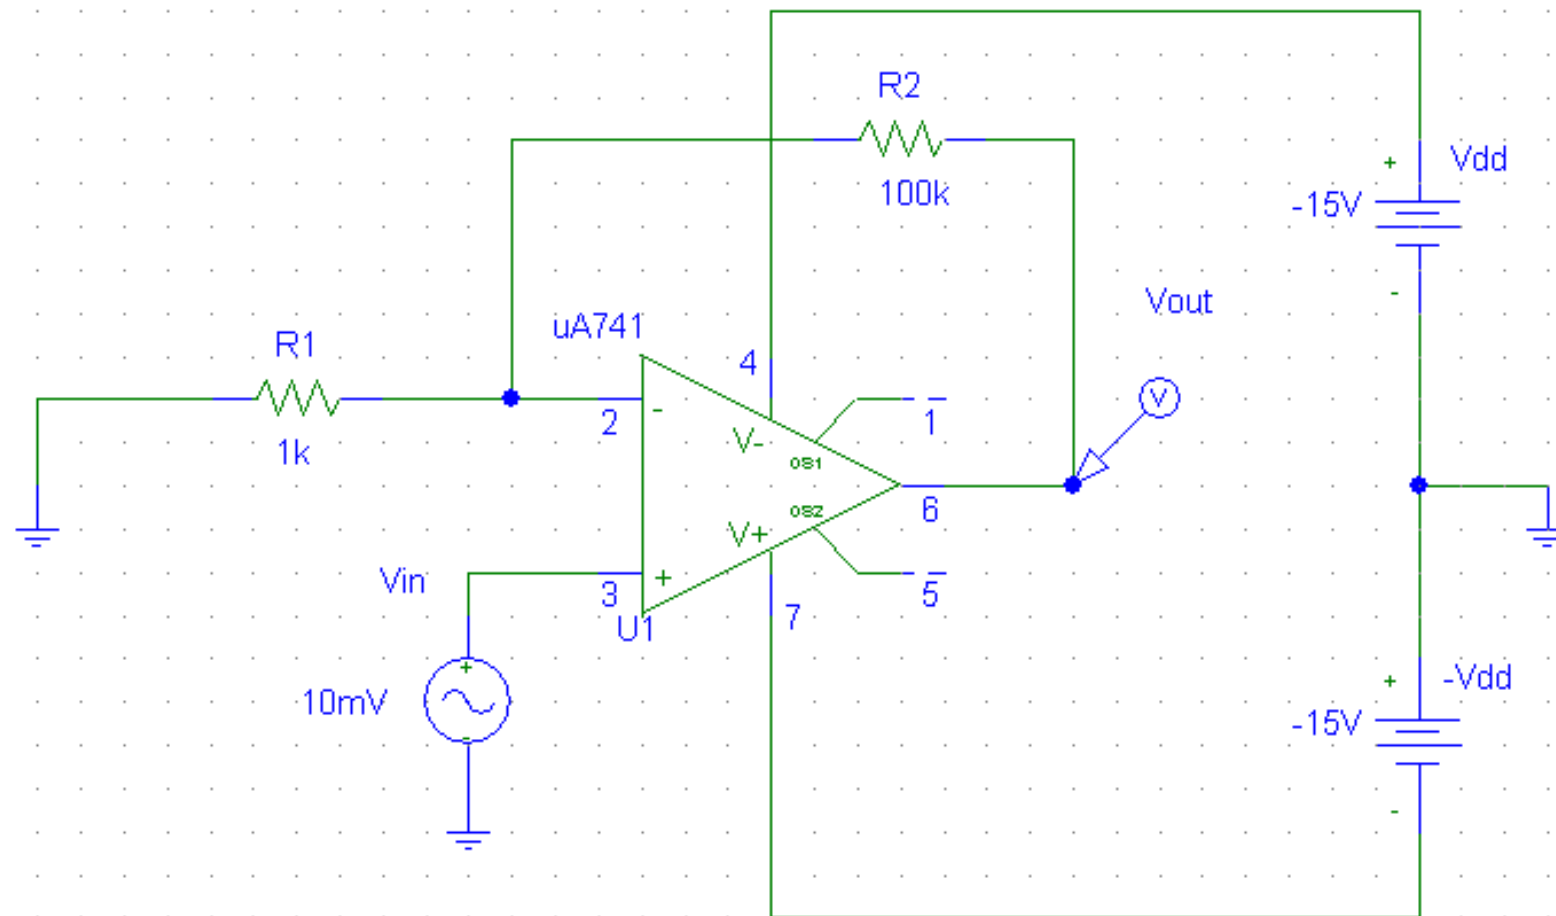 R2
100k
+
Vdd
-15V
-
Vout
V
uA741
R1
1k
4
2
-
V-
OS1
1
6
OS2
V+
5
3
+
U1
7
Vin
+
10mV
-
+
-Vdd
-15V
-